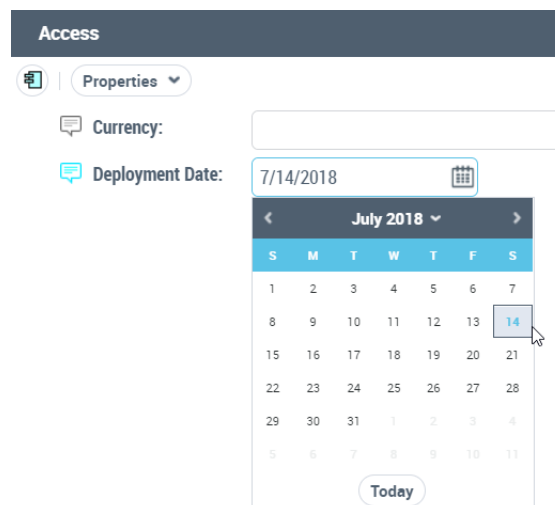 Access
Properties
Currency:
Deployment Date: 7/14/2018
July 2018
S M T W T F S
1 2 3 4 5 6 7
8 9 10 11 12 13 14
15 16 17 18 19 20 21
22 23 24 25 26 27 28
29 30 31 1 2 3 4
5 6 7 8 9 10 11
Today